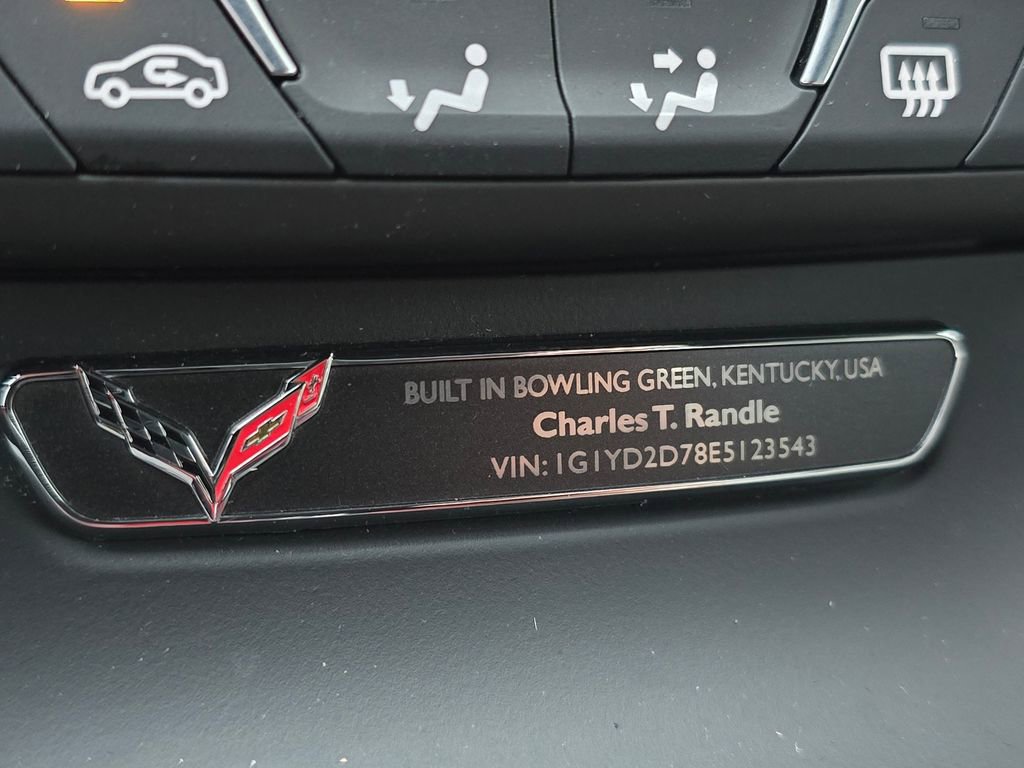 BUILT IN BOWLING GREEN, KENTUCKY, USA
Charles T. Randle
VIN: 1G1YD2D78E5123543